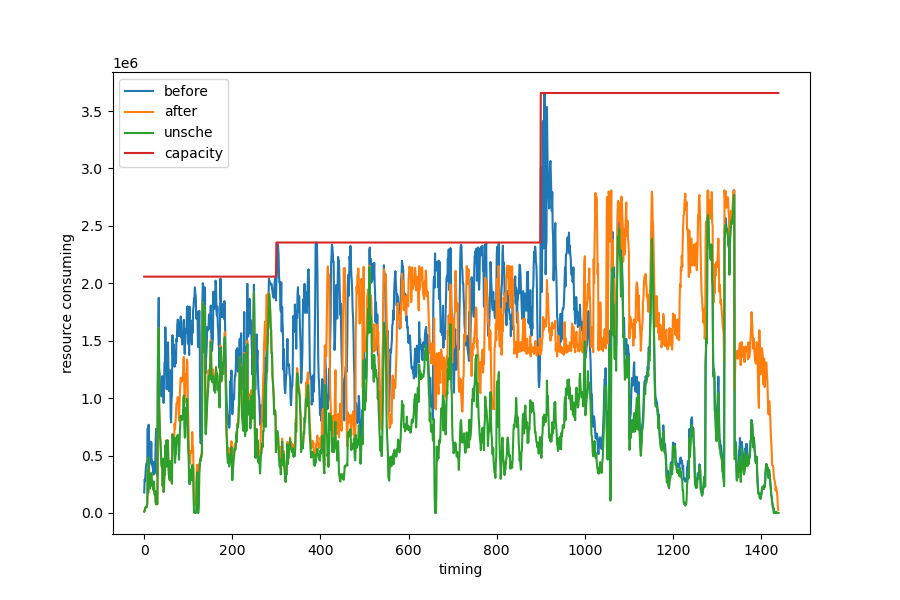 1e6
before
after
unsche
capacity
3.5
3.0
2.5
2.0
1.5
1.0
0.5
0.0
resource consuming
0 200 400 600 800 1000 1200 1400
timing